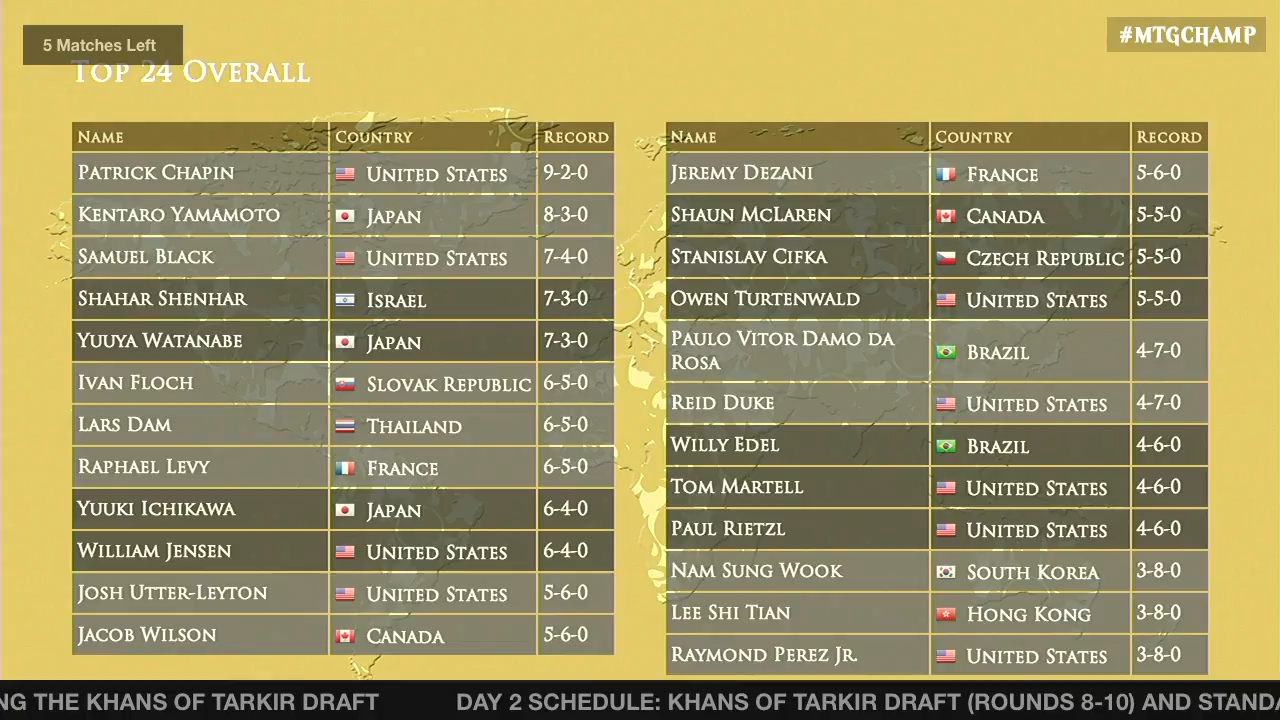 5 Matches Left
#MTGCHAMP
TOP 24 OVERALL
NAME COUNTRY RECORD
PATRICK CHAPIN UNITED STATES 9-2-0
KENTARO YAMAMOTO JAPAN 8-3-0
SAMUEL BLACK UNITED STATES 7-4-0
SHAHAR SHENHAR ISRAEL 7-3-0
YUUYA WATANABE JAPAN 7-3-0
IVAN FLOCH SLOVAK REPUBLIC 6-5-0
LARS DAM THAILAND 6-5-0
RAPHAEL LEVY FRANCE 6-5-0
YUUKI ICHIKAWA JAPAN 6-4-0
WILLIAM JENSEN UNITED STATES 6-4-0
JOSH UTTER-LEYTON UNITED STATES 5-6-0
JACOB WILSON CANADA 5-6-0
NAME COUNTRY RECORD
JEREMY DEZANI FRANCE 5-6-0
SHAUN MCLAREN CANADA 5-5-0
STANISLAV CIFKA CZECH REPUBLIC 5-5-0
OWEN TURTENWALD UNITED STATES 5-5-0
PAULO VITOR DAMO DA
ROSA BRAZIL 4-7-0
REID DUKE UNITED STATES 4-7-0
WILLY EDEL BRAZIL 4-6-0
TOM MARTELL UNITED STATES 4-6-0
PAUL RIETZL UNITED STATES 4-6-0
NAM SUNG WOOK SOUTH KOREA 3-8-0
LEE SHI TIAN HONG KONG 3-8-0
RAYMOND PEREZ JR. UNITED STATES 3-8-0
NG THE KHANS OF TARKIR DRAFT DAY 2 SCHEDULE: KHANS OF TARKIR DRAFT (ROUNDS 8-10) AND STANDA